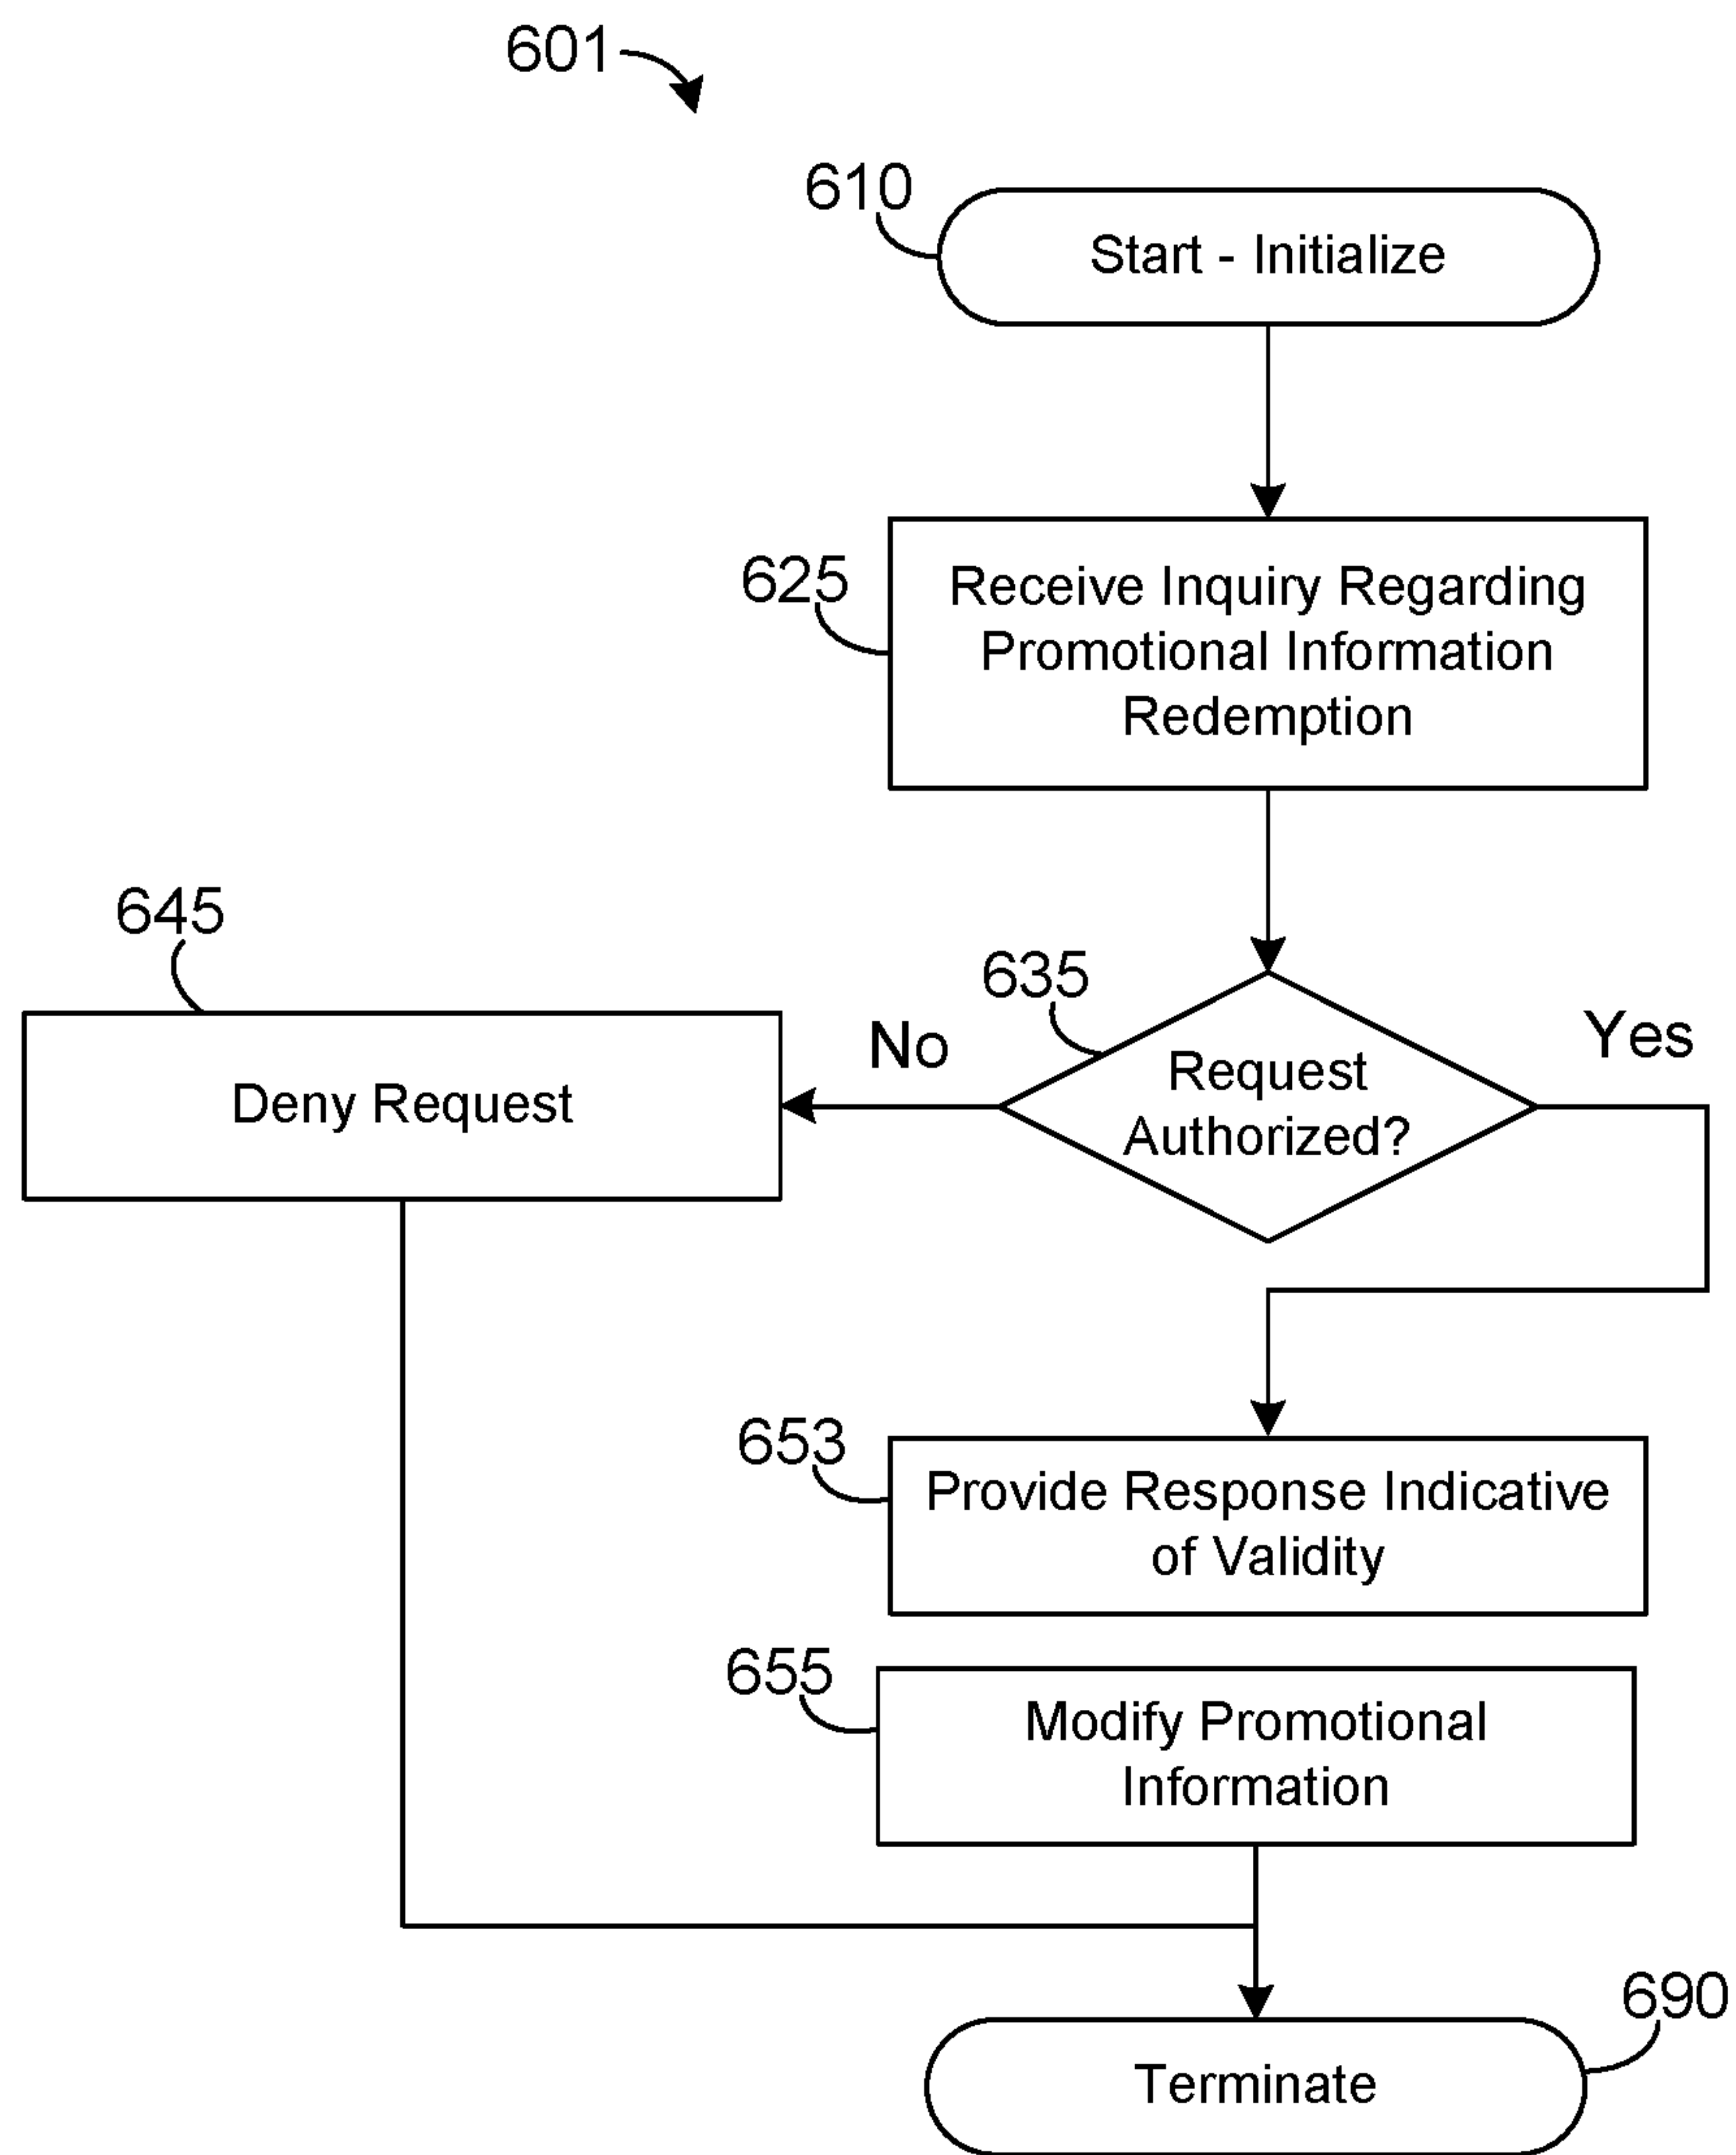 601
610
Start - Initialize
625
Receive Inquiry Regarding
Promotional Information
Redemption
645
635
No
Yes
Deny Request
Request
Authorized?
653
Provide Response Indicative
of Validity
655
Modify Promotional
Information
690
Terminate